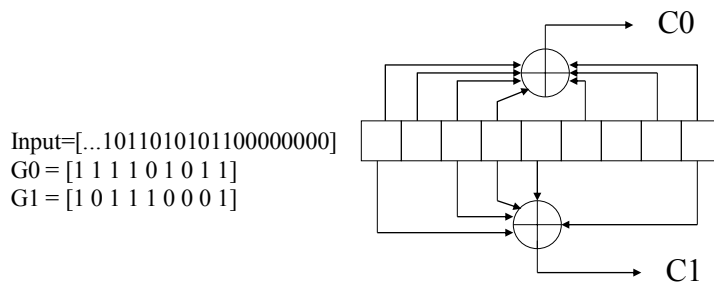 C0
Input=[...1011010101100000000]
G0 = [1 1 1 1 0 1 0 1 1]
G1 = [1 0 1 1 1 0 0 0 1]
C1